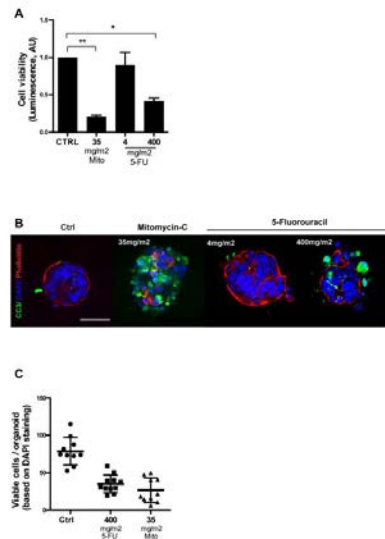 A
Cell viability
(Luminescence, AU)
1.5
1.0
0.5
0.0
* 
**
CTRL 35 4 400
mg/m2 mg/m2
Mito 5-FU
B
Ctrl Mitomycin-C 5-Fluorouracil
35mg/m2 4mg/m2 400mg/m2
CC3/DAPI/Phalloidin
C
Viable cells / organoid
(based on DAPI staining)
150
100
50
0
Ctrl 400 35
mg/m2 mg/m2
5-FU Mito